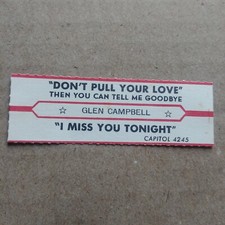 "DON'T PULL YOUR LOVE"
THEN YOU CAN TELL ME GOODBYE
GLEN CAMPBELL
"I MISS YOU TONIGHT"
CAPITOL 4245